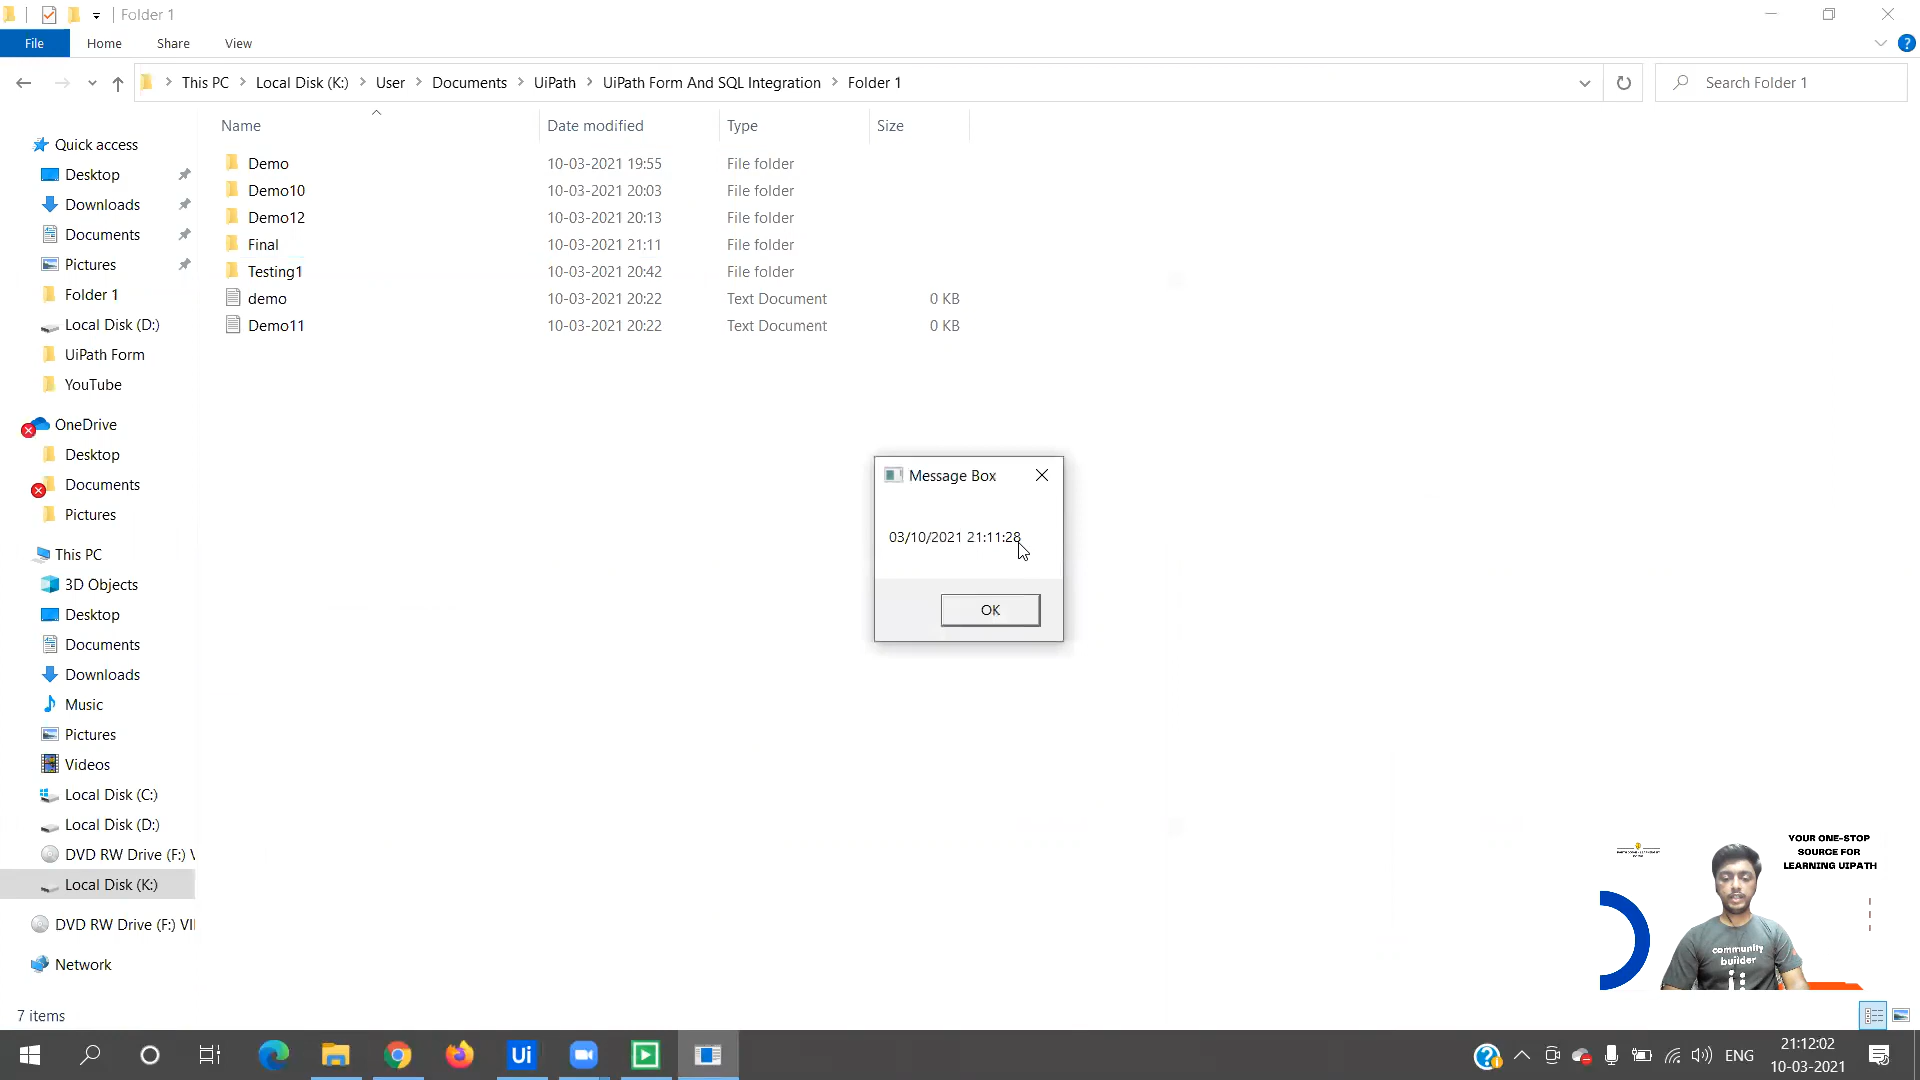 Folder 1
File
Home
Share
View
This PC
Local Disk (K:)
User
Documents
UiPath
UiPath Form And SQL Integration
Folder 1
Search Folder 1
Name
Date modified
Type
Size
Demo 10-03-2021 19:55 File folder
Demo10 10-03-2021 20:03 File folder
Demo12 10-03-2021 20:13 File folder
Final 10-03-2021 21:11 File folder
Testing1 10-03-2021 20:42 File folder
demo 10-03-2021 20:22 Text Document 0 KB
Demo11 10-03-2021 20:22 Text Document 0 KB
Quick access
Desktop
Downloads
Documents
Pictures
Folder 1
Local Disk (D:)
UiPath Form
YouTube
OneDrive
Desktop
Documents
Pictures
This PC
3D Objects
Desktop
Documents
Downloads
Music
Pictures
Videos
Local Disk (C:)
Local Disk (D:)
DVD RW Drive (F:) V
Local Disk (K:)
DVD RW Drive (F:) VI
Network
Message Box
03/10/2021 21:11:28
OK
YOUR ONE-STOP
SOURCE FOR
LEARNING UIPATH
community
builder
7 items
Ui
ENG
21:12:02
10-03-2021